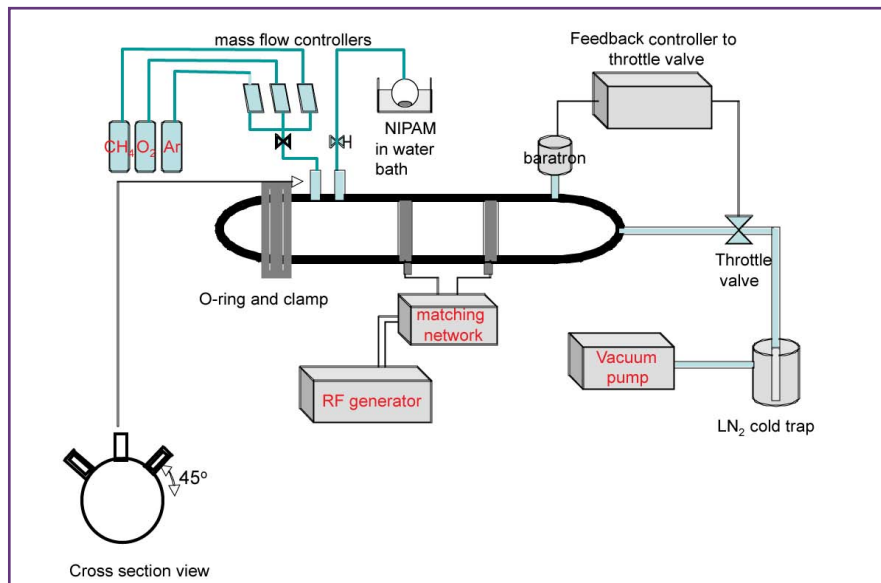 mass flow controllers
Feedback controller to
throttle valve
CH₄
O₂
Ar
NIPAM
in water
bath
baratron
Throttle
valve
O-ring and clamp
matching
network
Vacuum
pump
RF generator
LN₂ cold trap
45°
Cross section view